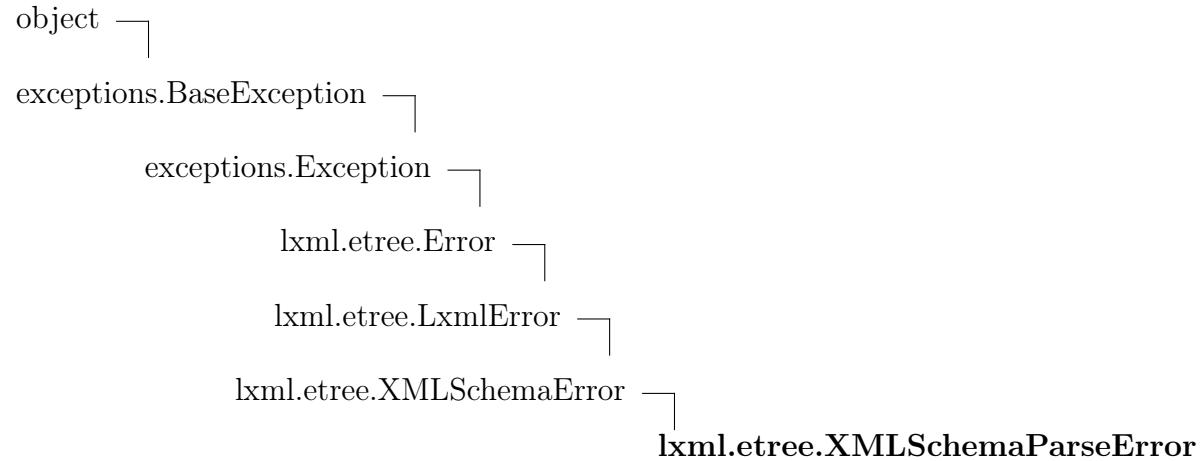 object
exceptions.BaseException
exceptions.Exception
lxml.etree.Error
lxml.etree.LxmlError
lxml.etree.XMLSchemaError
lxml.etree.XMLSchemaParseError